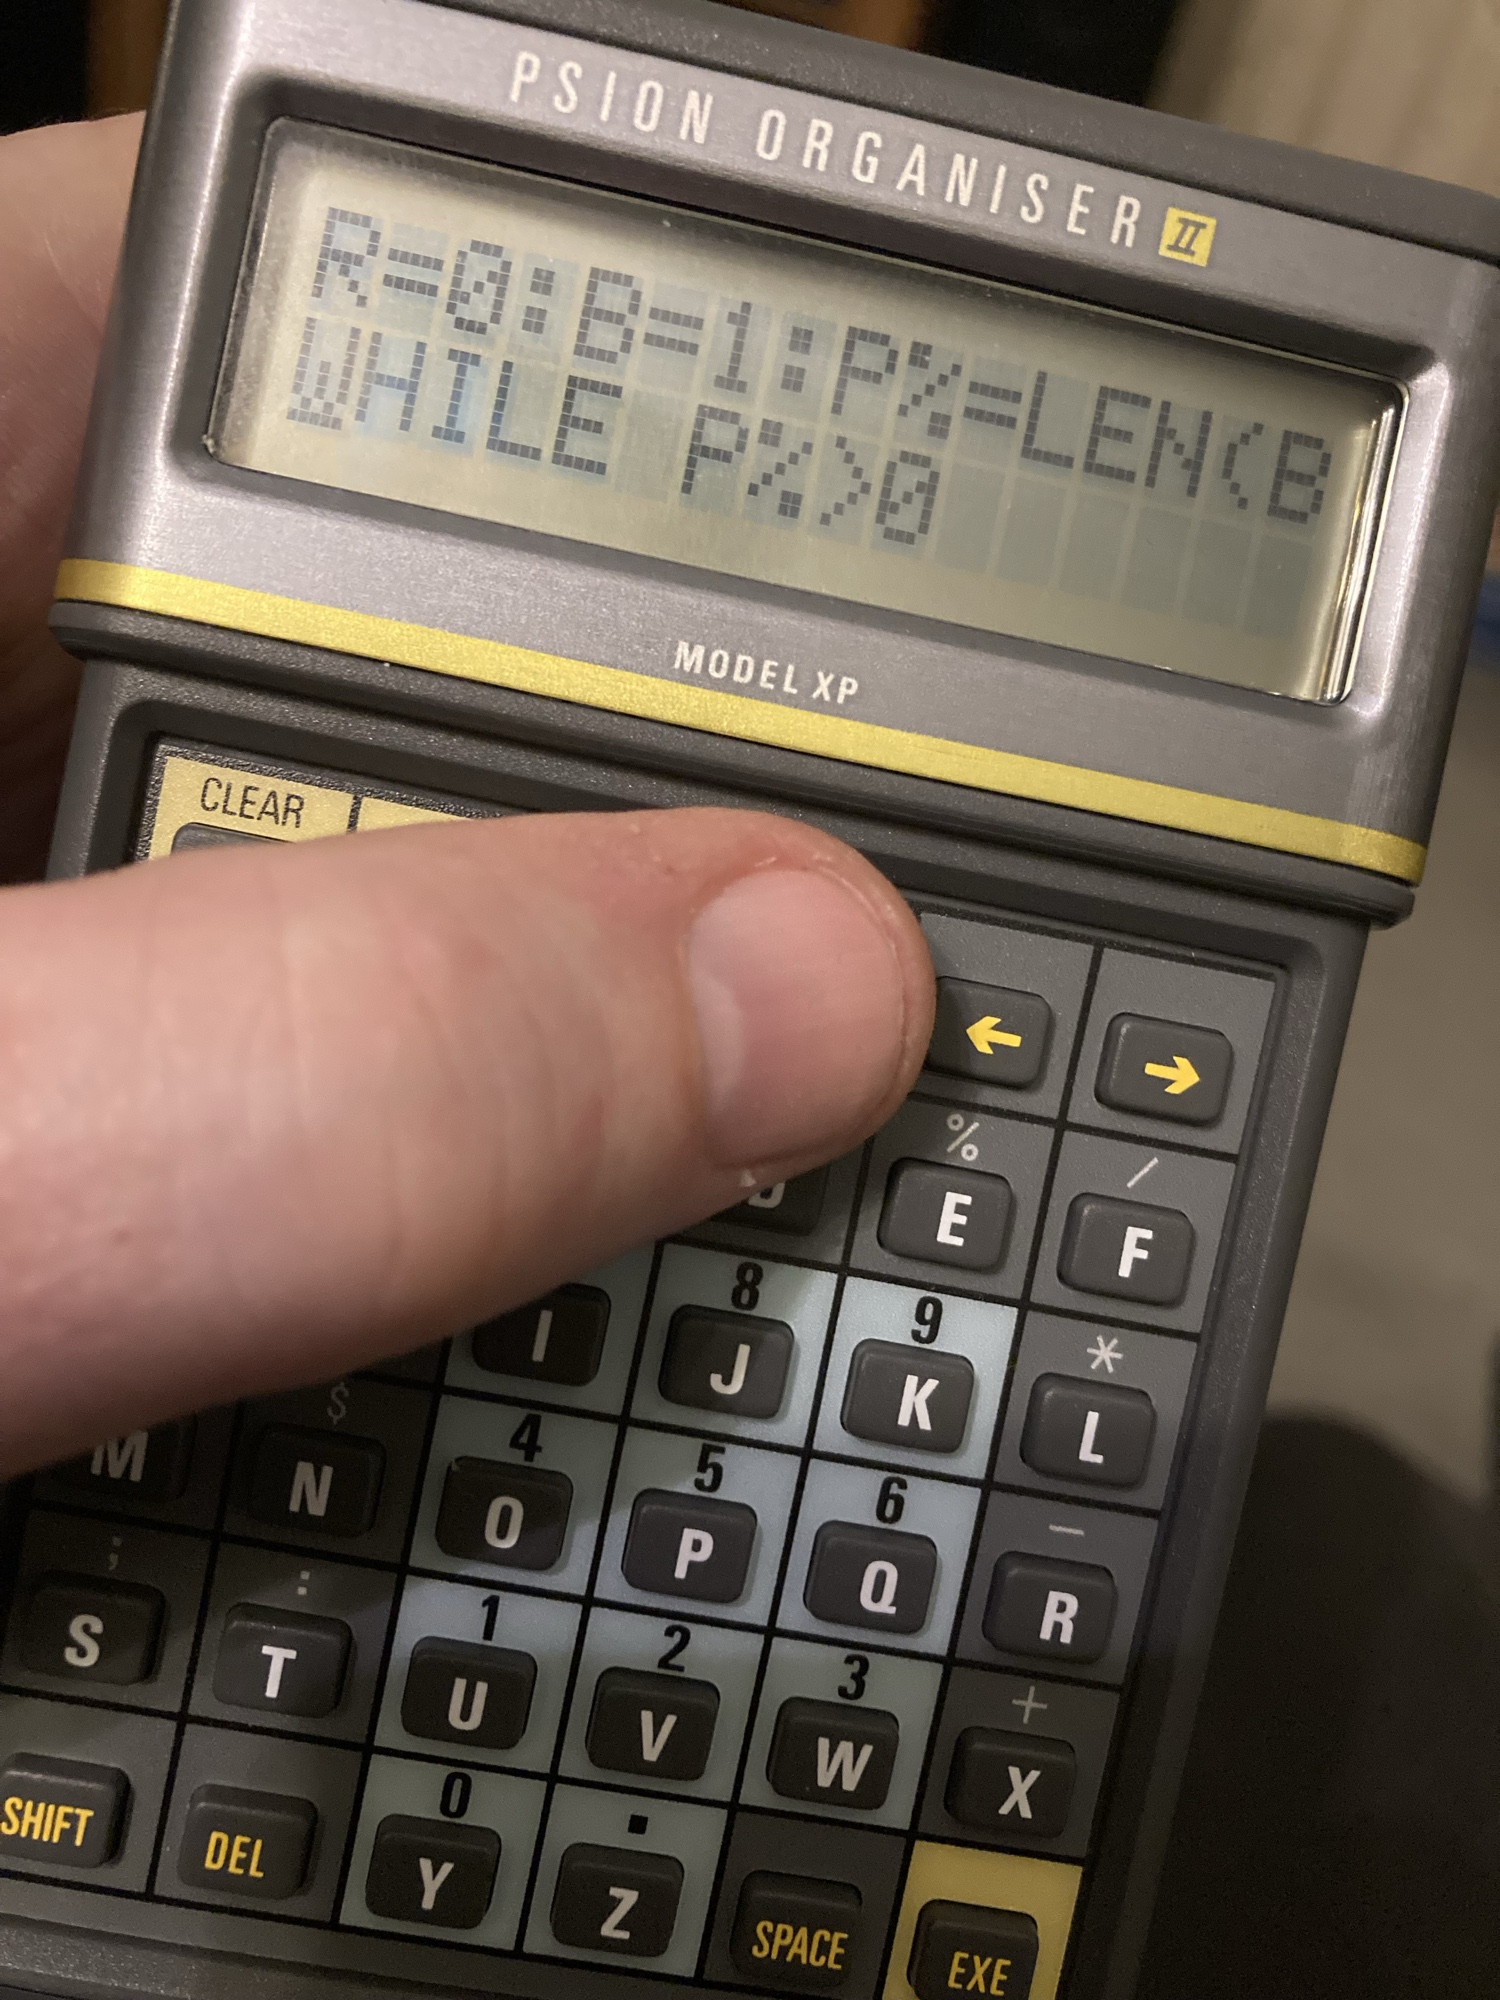 PSION ORGANISER II
R=0:B=1:P%=LEN(B
WHILE P%>0
MODEL XP
CLEAR
← →
% /
E F
8 9 *
I J K L
$ 4 5 6 -
M N O P Q R
; : 1 2 3 +
S T U V W X
0 .
SHIFT DEL Y Z SPACE EXE